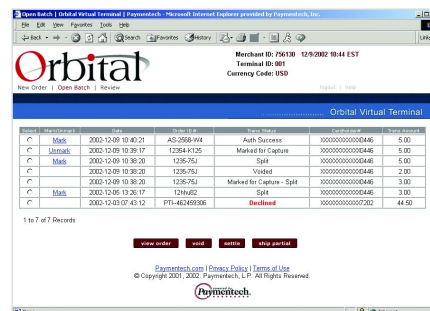 Open Batch | Orbital Virtual Terminal | Paymentech - Microsoft Internet Explorer provided by Paymentech, Inc.
File Edit View Favorites Tools Help
Back Search Favorites History Links
Orbital
Merchant ID: 756130 12/9/2002 10:44 EST
Terminal ID: 001
Currency Code: USD
New Order | Open Batch | Review
logout | help
Orbital Virtual Terminal
Select Mark/Unmark Date Order ID # Trans Status Cardholder# Trans Amount
Mark 2002-12-09 10:40:21 AS-2568-W4 Auth Success XXXXXXXXXXXX0446 5.00
Unmark 2002-12-09 10:39:17 12354-K125 Marked for Capture XXXXXXXXXXXX0446 5.00
Mark 2002-12-09 10:38:20 1235-75J Split XXXXXXXXXXXX0446 5.00
2002-12-09 10:38:20 1235-75J Voided XXXXXXXXXXXX0446 2.00
2002-12-09 10:38:20 1235-75J Marked for Capture - Split XXXXXXXXXXXX0446 3.00
Mark 2002-12-05 13:26:17 12hhu82 Split XXXXXXXXXXXX0446 3.00
2002-12-03 07:43:12 PTI-462459306 Declined XXXXXXXXXXXX7202 44.50
1 to 7 of 7 Records
view order void settle ship partial
Paymentech.com | Privacy Policy | Terms of Use
© Copyright 2001, 2002. Paymentech, L.P. All Rights Reserved.
Paymentech.